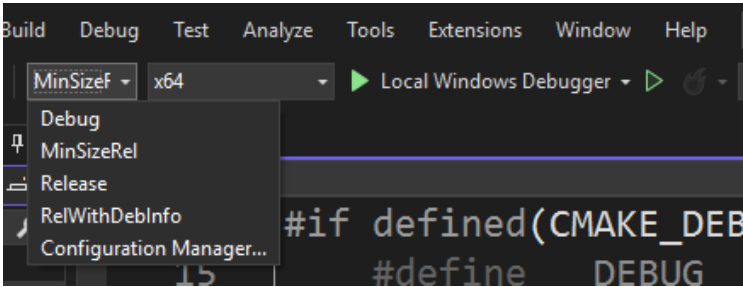 Build Debug Test Analyze Tools Extensions Window Help
x64 Local Windows Debugger
Debug
MinSizeRel
Release
RelWithDebInfo
Configuration Manager...
#if defined(CMAKE_DEB
15 #define DEBUG